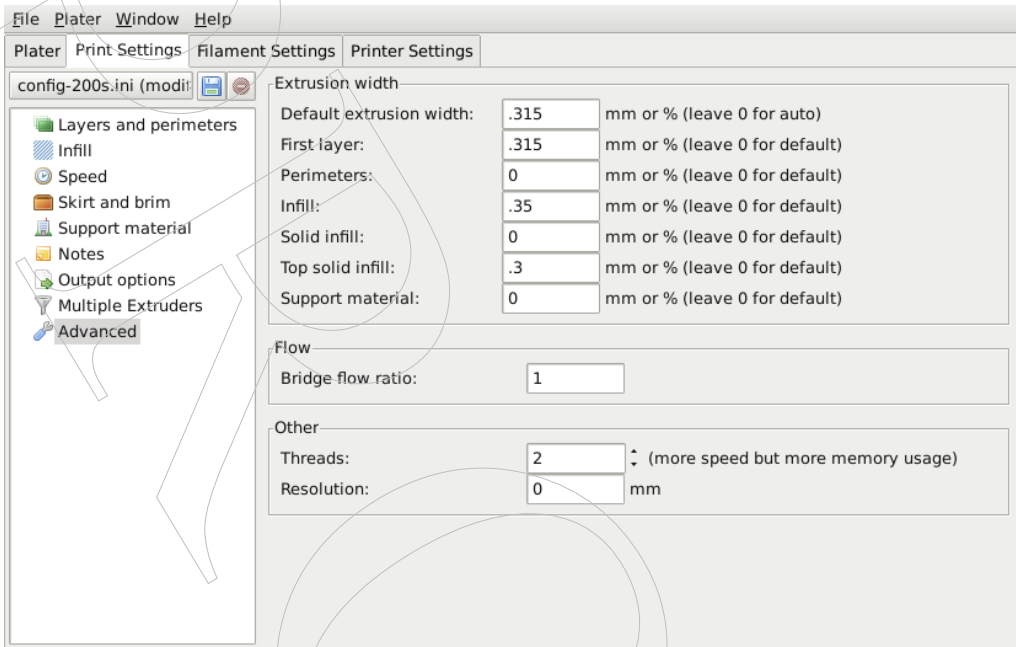 File Plater Window Help
Plater Print Settings Filament Settings Printer Settings
config-200s.ini (modif
Layers and perimeters
Infill
Speed
Skirt and brim
Support material
Notes
Output options
Multiple Extruders
Advanced
Extrusion width
Default extrusion width: .315 mm or % (leave 0 for auto)
First layer: .315 mm or % (leave 0 for default)
Perimeters: 0 mm or % (leave 0 for default)
Infill: .35 mm or % (leave 0 for default)
Solid infill: 0 mm or % (leave 0 for default)
Top solid infill: .3 mm or % (leave 0 for default)
Support material: 0 mm or % (leave 0 for default)
Flow
Bridge flow ratio: 1
Other
Threads: 2 (more speed but more memory usage)
Resolution: 0 mm